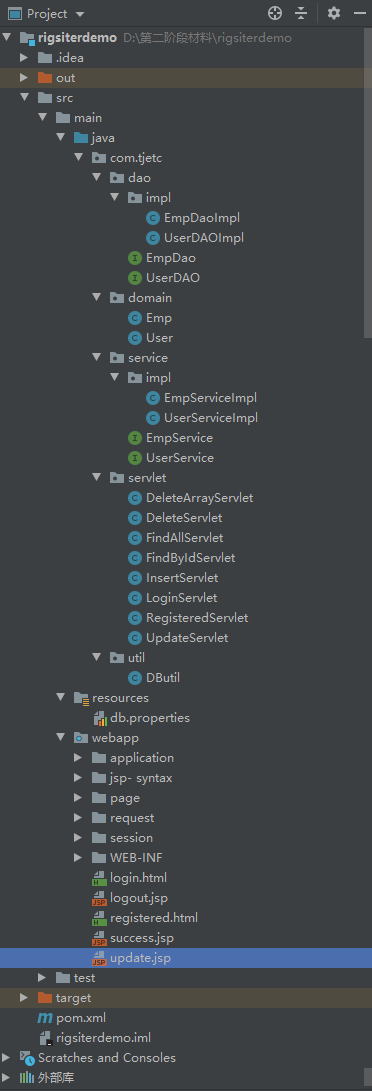 Project
rigsiterdemo D:\第二阶段材料\rigsiterdemo
.idea
out
src
main
java
com.tjetc
dao
impl
EmpDaoImpl
UserDAOImpl
EmpDao
UserDAO
domain
Emp
User
service
impl
EmpServiceImpl
UserServiceImpl
EmpService
UserService
servlet
DeleteArrayServlet
DeleteServlet
FindAllServlet
FindByIdServlet
InsertServlet
LoginServlet
RegisteredServlet
UpdateServlet
util
DButil
resources
db.properties
webapp
application
jsp- syntax
page
request
session
WEB-INF
login.html
logout.jsp
registered.html
success.jsp
update.jsp
test
target
pom.xml
rigsiterdemo.iml
Scratches and Consoles
外部库